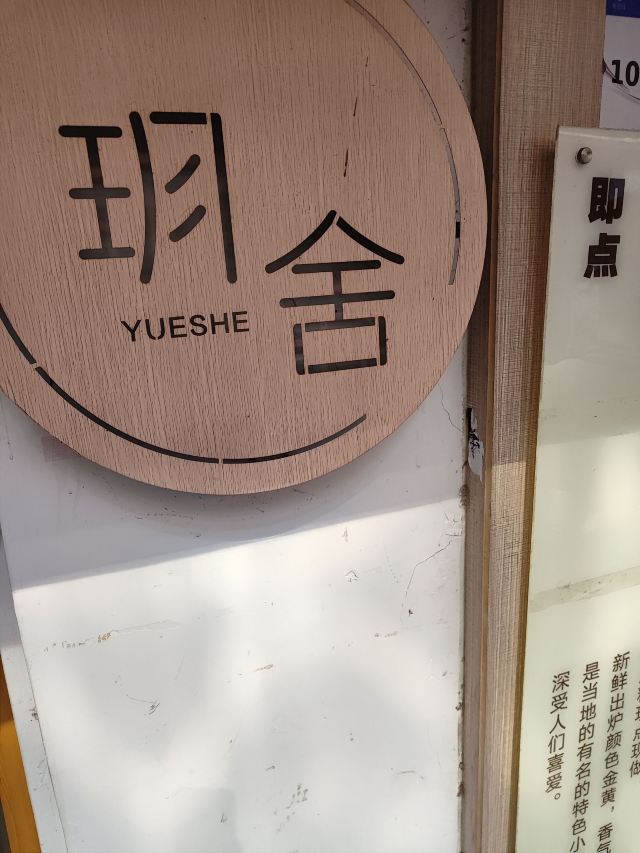 玥舍
YUESHE
10
即点
新鲜出炉颜色金黄，香气
是当地的有名的特色小
深受人们喜爱。